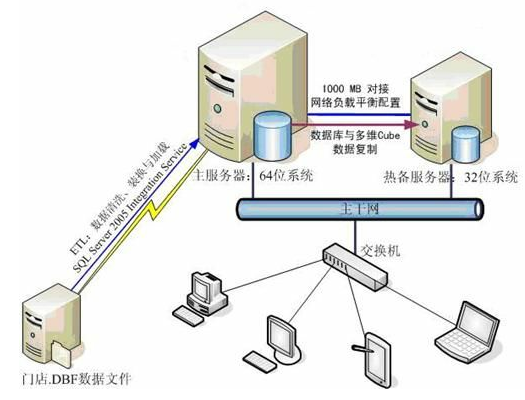 1000 MB 对接
网络负载平衡配置
数据库与多维Cube
数据复制
主服务器：64位系统
热备服务器：32位系统
ETL：数据清洗、装换与加载
SQL Server 2005 Integration Service
主干网
交换机
门店.DBF数据文件